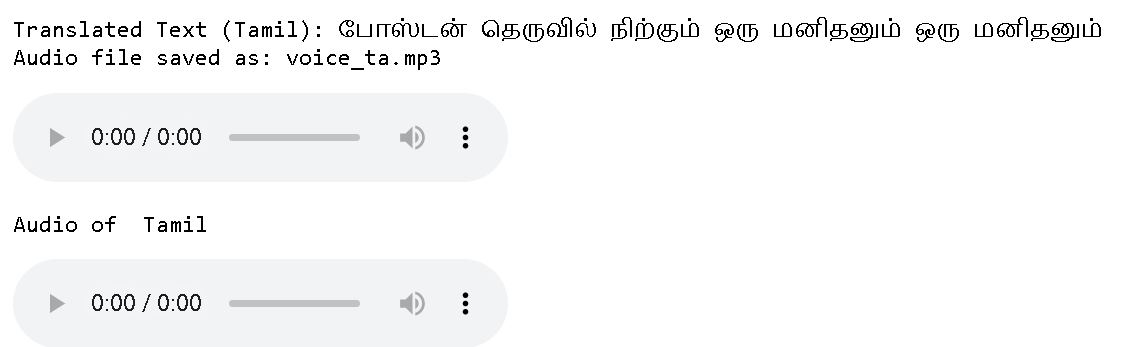 Translated Text (Tamil): போஸ்டன் தெருவில் நிற்கும் ஒரு மனிதனும் ஒரு மனிதனும்
Audio file saved as: voice_ta.mp3
0:00 / 0:00
Audio of  Tamil
0:00 / 0:00